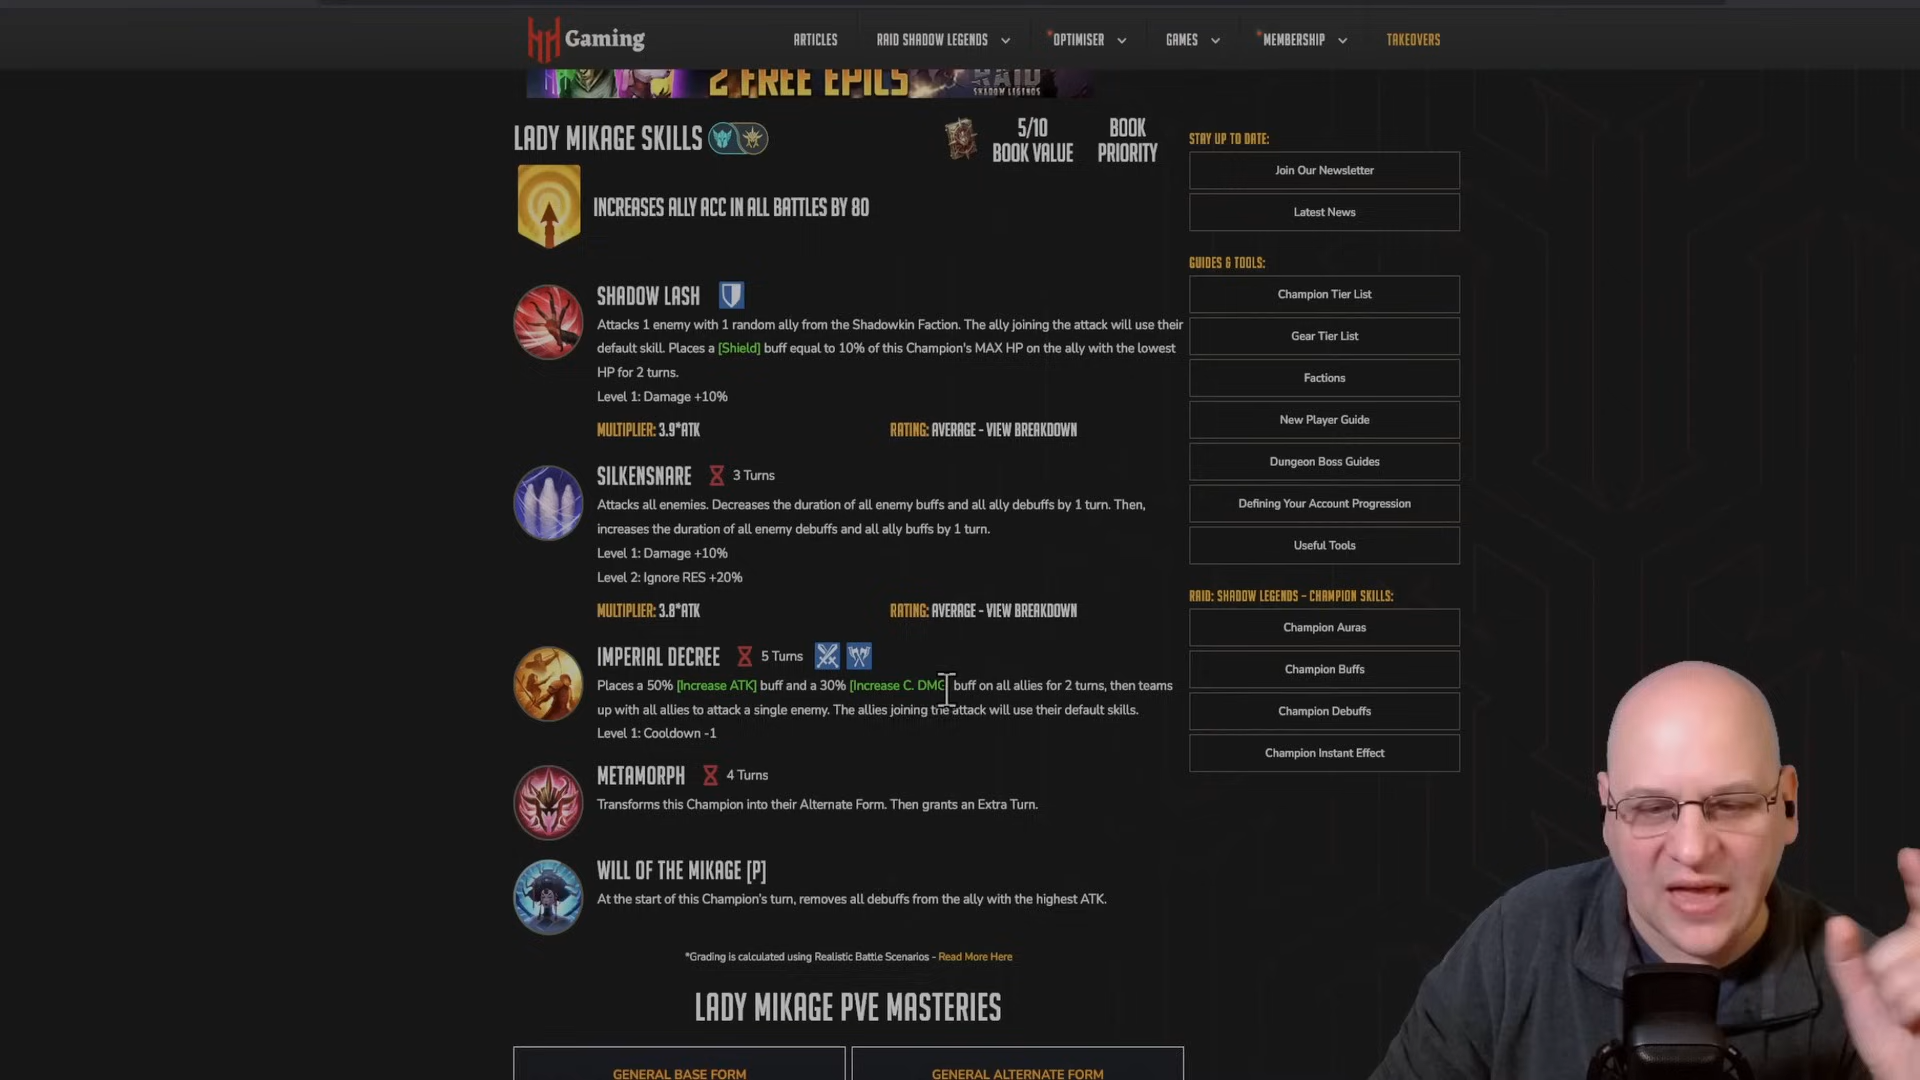 HH Gaming
ARTICLES
RAID SHADOW LEGENDS
OPTIMISER
GAMES
MEMBERSHIP
TAKEOVERS
2 FREE EPICS
RAID
SHADOW LEGENDS
LADY MIKAGE SKILLS
5/10
BOOK VALUE
BOOK
PRIORITY
INCREASES ALLY ACC IN ALL BATTLES BY 80
SHADOW LASH
Attacks 1 enemy with 1 random ally from the Shadowkin Faction. The ally joining the attack will use their
default skill. Places a [Shield] buff equal to 10% of this Champion's MAX HP on the ally with the lowest
HP for 2 turns.
Level 1: Damage +10%
MULTIPLIER: 3.9*ATK
RATING: AVERAGE - VIEW BREAKDOWN
SILKENSNARE
3 Turns
Attacks all enemies. Decreases the duration of all enemy buffs and all ally debuffs by 1 turn. Then,
increases the duration of all enemy debuffs and all ally buffs by 1 turn.
Level 1: Damage +10%
Level 2: Ignore RES +20%
MULTIPLIER: 3.8*ATK
RATING: AVERAGE - VIEW BREAKDOWN
IMPERIAL DECREE
5 Turns
Places a 50% [Increase ATK] buff and a 30% [Increase C. DMG] buff on all allies for 2 turns, then teams
up with all allies to attack a single enemy. The allies joining the attack will use their default skills.
Level 1: Cooldown -1
METAMORPH
4 Turns
Transforms this Champion into their Alternate Form. Then grants an Extra Turn.
WILL OF THE MIKAGE [P]
At the start of this Champion's turn, removes all debuffs from the ally with the highest ATK.
*Grading is calculated using Realistic Battle Scenarios - Read More Here
LADY MIKAGE PVE MASTERIES
GENERAL BASE FORM
GENERAL ALTERNATE FORM
STAY UP TO DATE:
Join Our Newsletter
Latest News
GUIDES & TOOLS:
Champion Tier List
Gear Tier List
Factions
New Player Guide
Dungeon Boss Guides
Defining Your Account Progression
Useful Tools
RAID: SHADOW LEGENDS - CHAMPION SKILLS:
Champion Auras
Champion Buffs
Champion Debuffs
Champion Instant Effect